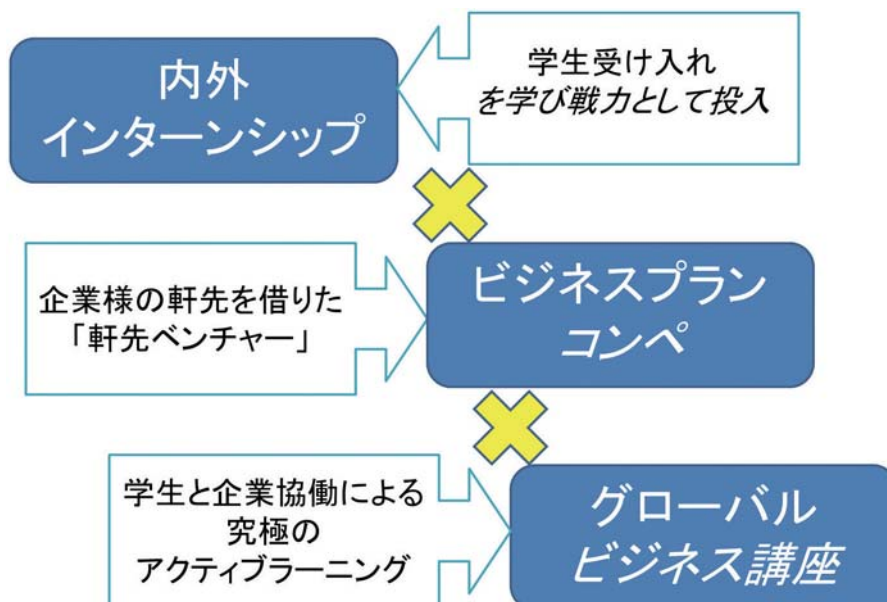 内外
インターンシップ
学生受け入れ
を学び戦力として投入
企業様の軒先を借りた
「軒先ベンチャー」
ビジネスプラン
コンペ
学生と企業協働による
究極の
アクティブラーニング
グローバル
ビジネス講座